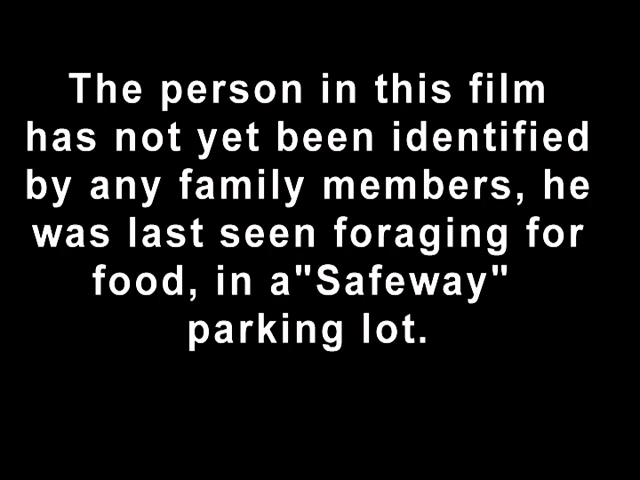 The person in this film
has not yet been identified
by any family members, he
was last seen foraging for
food, in a"Safeway"
parking lot.